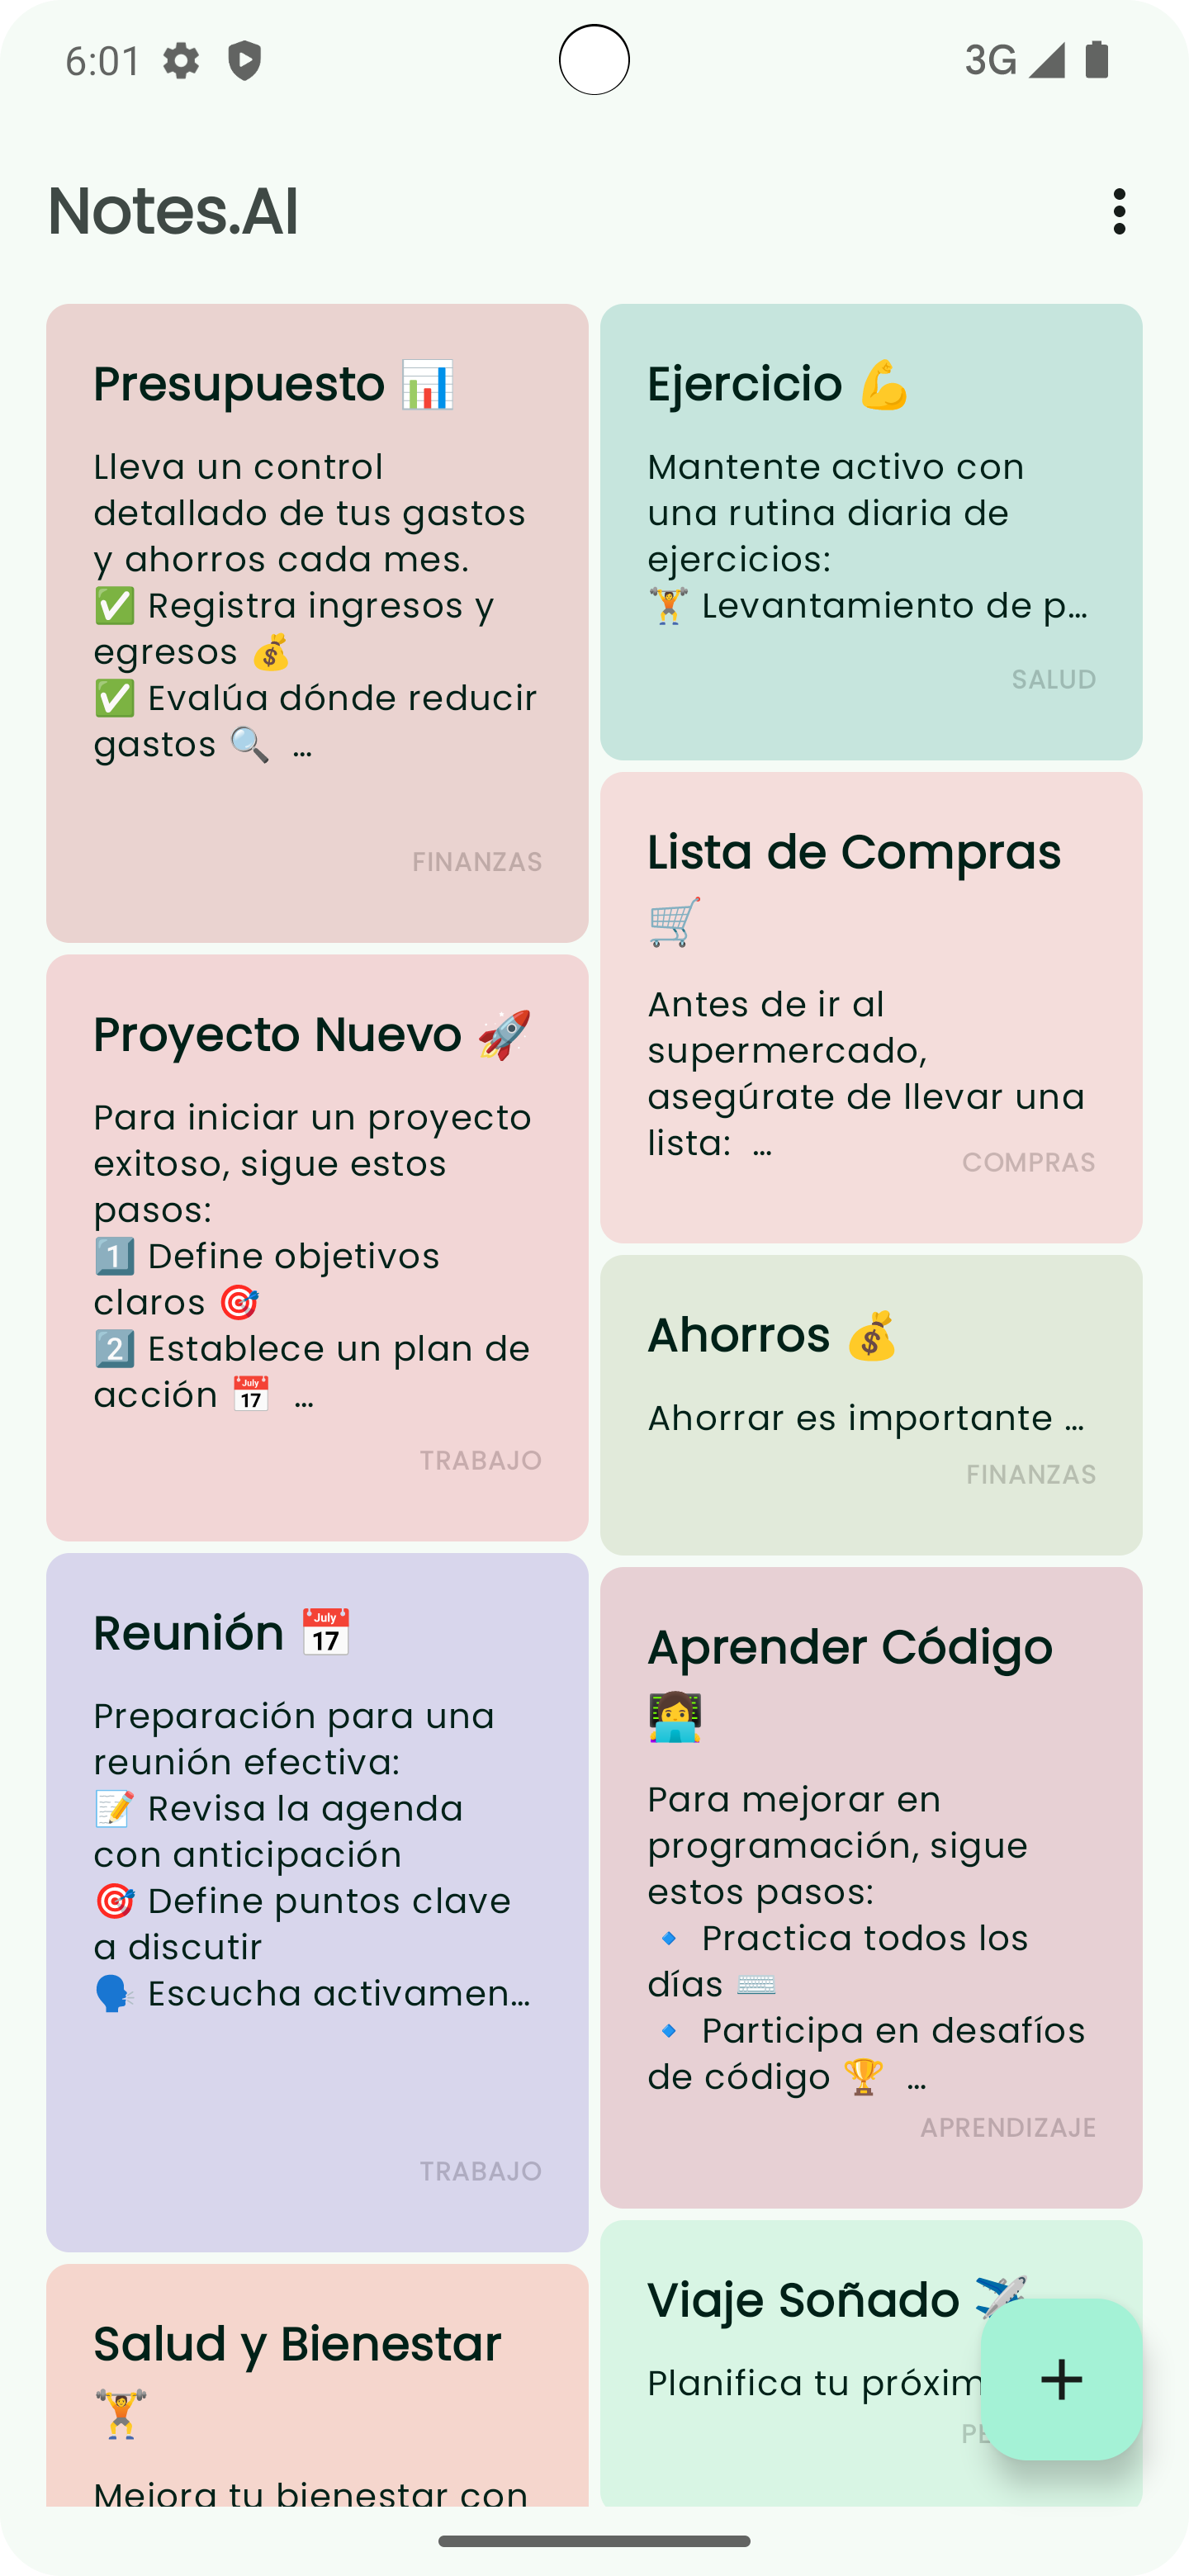 6:01
3G
Notes.AI
Presupuesto 📊
Lleva un control
detallado de tus gastos
y ahorros cada mes.
✅ Registra ingresos y
egresos 💰
✅ Evalúa dónde reducir
gastos 🔍 …
FINANZAS
Proyecto Nuevo 🚀
Para iniciar un proyecto
exitoso, sigue estos
pasos:
1️⃣ Define objetivos
claros 🎯
2️⃣ Establece un plan de
acción 📅 …
TRABAJO
Reunión 📅
Preparación para una
reunión efectiva:
📝 Revisa la agenda
con anticipación
🎯 Define puntos clave
a discutir
🗣 Escucha activamen…
TRABAJO
Salud y Bienestar
🏋
Mejora tu bienestar con
Ejercicio 💪
Mantente activo con
una rutina diaria de
ejercicios:
🏋 Levantamiento de p…
SALUD
Lista de Compras
🛒
Antes de ir al
supermercado,
asegúrate de llevar una
lista: …
COMPRAS
Ahorros 💰
Ahorrar es importante …
FINANZAS
Aprender Código
👩‍💻
Para mejorar en
programación, sigue
estos pasos:
🔹 Practica todos los
días ⌨️
🔹 Participa en desafíos
de código 🏆 …
APRENDIZAJE
Viaje Soñado ✈️
Planifica tu próxim